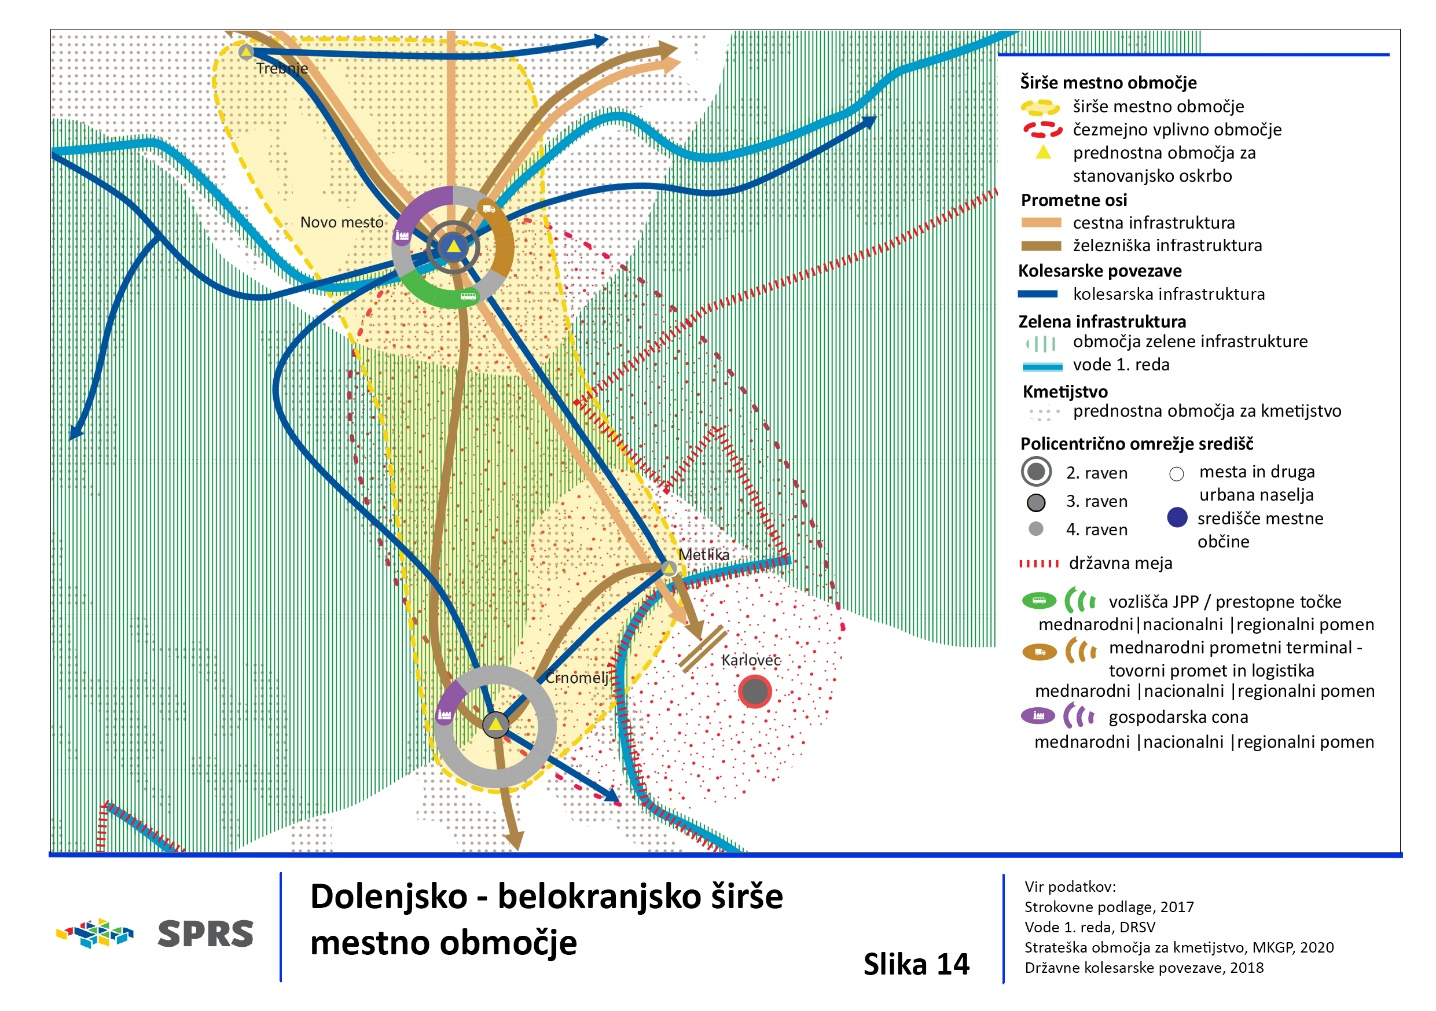 Trebnje
Novo mesto
Metlika
Karlovec
Črnomelj
Širše mestno območje
širše mestno območje
čezmejno vplivno območje
prednostna območja za
stanovanjsko oskrbo
Prometne osi
cestna infrastruktura
železniška infrastruktura
Kolesarske povezave
kolesarska infrastruktura
Zelena infrastruktura
območja zelene infrastrukture
vode 1. reda
Kmetijstvo
prednostna območja za kmetijstvo
Policentrično omrežje središč
2. raven
3. raven
4. raven
mesta in druga
urbana naselja
središče mestne
občine
državna meja
vozlišča JPP / prestopne točke
mednarodni|nacionalni |regionalni pomen
mednarodni prometni terminal -
tovorni promet in logistika
mednarodni |nacionalni |regionalni pomen
gospodarska cona
mednarodni |nacionalni |regionalni pomen
SPRS
Dolenjsko - belokranjsko širše
mestno območje
Slika 14
Vir podatkov:
Strokovne podlage, 2017
Vode 1. reda, DRSV
Strateška območja za kmetijstvo, MKGP, 2020
Državne kolesarske povezave, 2018